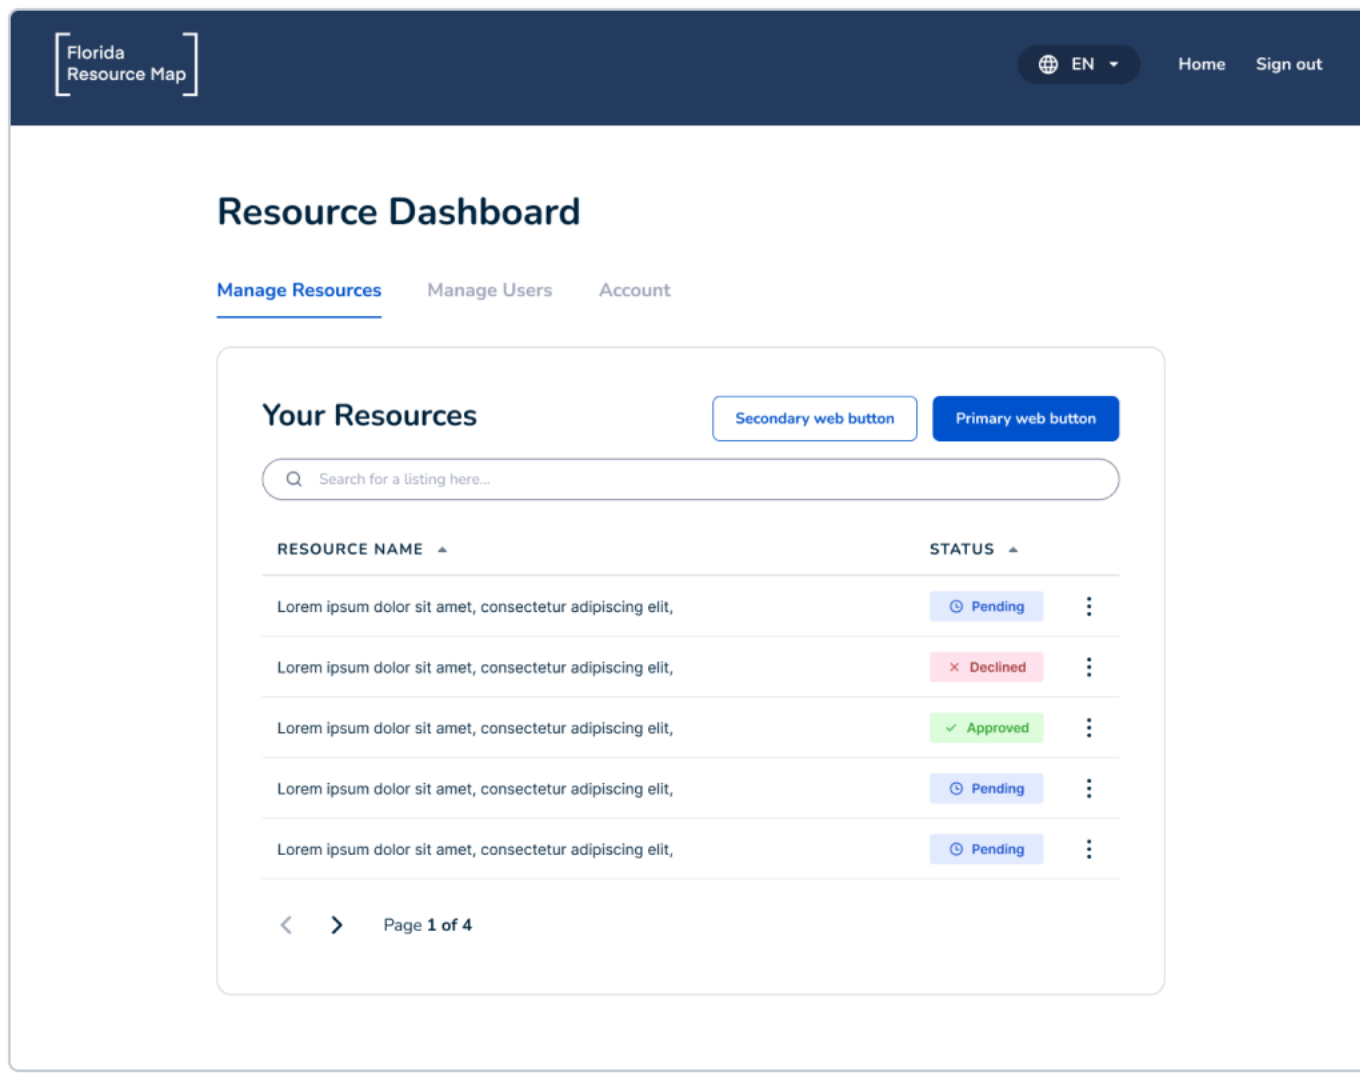 Florida
Resource Map
EN
Home
Sign out
Resource Dashboard
Manage Resources
Manage Users
Account
Your Resources
Secondary web button
Primary web button
Search for a listing here...
RESOURCE NAME
STATUS
Lorem ipsum dolor sit amet, consectetur adipiscing elit,
Pending
Lorem ipsum dolor sit amet, consectetur adipiscing elit,
Declined
Lorem ipsum dolor sit amet, consectetur adipiscing elit,
Approved
Lorem ipsum dolor sit amet, consectetur adipiscing elit,
Pending
Lorem ipsum dolor sit amet, consectetur adipiscing elit,
Pending
Page 1 of 4